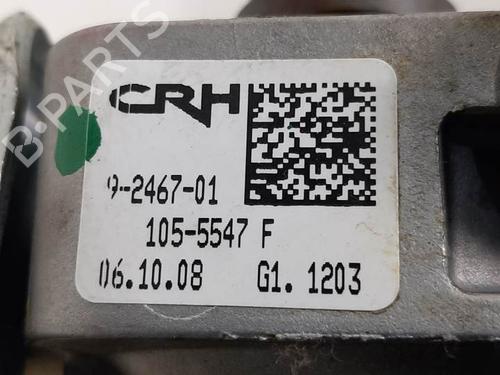 B-PARTS
CRH
9-2467-01
105-5547 F
06.10.08 G1. 1203